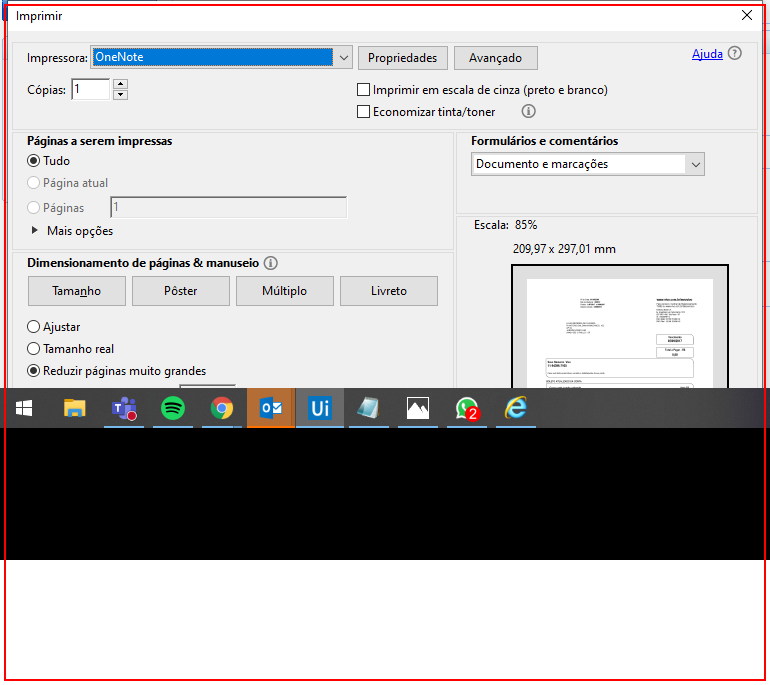 Imprimir
Impressora: OneNote Propriedades Avançado Ajuda ?
Cópias: 1 Imprimir em escala de cinza (preto e branco)
Economizar tinta/toner i
Páginas a serem impressas
Tudo
Página atual
Páginas 1
Mais opções
Formulários e comentários
Documento e marcações
Dimensionamento de páginas & manuseio i
Tamanho Pôster Múltiplo Livreto
Ajustar
Tamanho real
Reduzir páginas muito grandes
Escala: 85%
209,97 x 297,01 mm
Ui
2